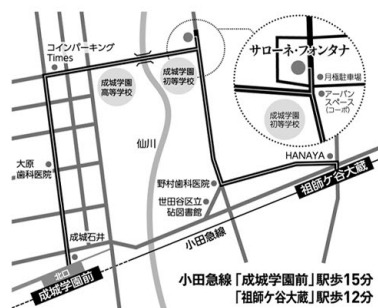 コインパーキング
Times
成城学園
高等学校
成城学園
初等学校
サローネ・フォンタナ
月極駐車場
アーバン
スペース
(コーポ)
成城学園
初等学校
仙川
HANAYA
大原
歯科医院
野村歯科医院
世田谷区立
砧図書館
祖師ケ谷大蔵
成城石井
小田急線
北口
成城学園前
小田急線「成城学園前」駅歩15分
「祖師ケ谷大蔵」駅歩12分